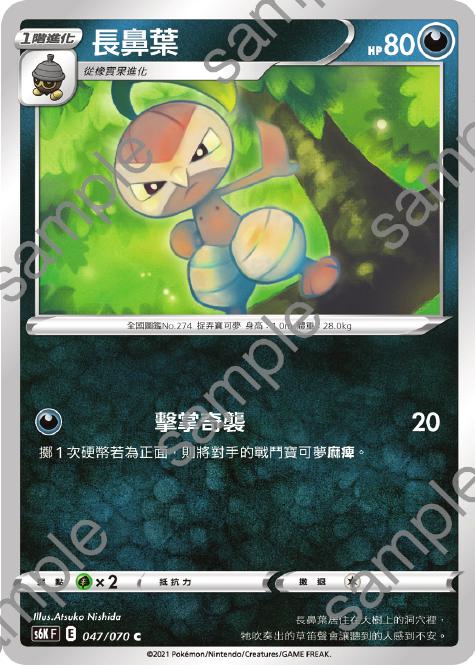 1階進化
長鼻葉
HP80
從橡實果進化
全國圖鑑No.274 捉弄寶可夢 身高:1.0m 體重:28.0kg
擊掌奇襲 20
擲1次硬幣若為正面,則將對手的戰鬥寶可夢麻痺。
弱點 ×2 抵抗力 撤退
Illus.Atsuko Nishida
s6K F E 047/070 C
長鼻葉居住在大樹上的洞穴裡。
牠吹奏出的草笛聲會讓聽到的人感到不安。
©2021 Pokémon/Nintendo/Creatures/GAME FREAK.
sample
sample
sample
sample
sample
sample
sample
sample
sample